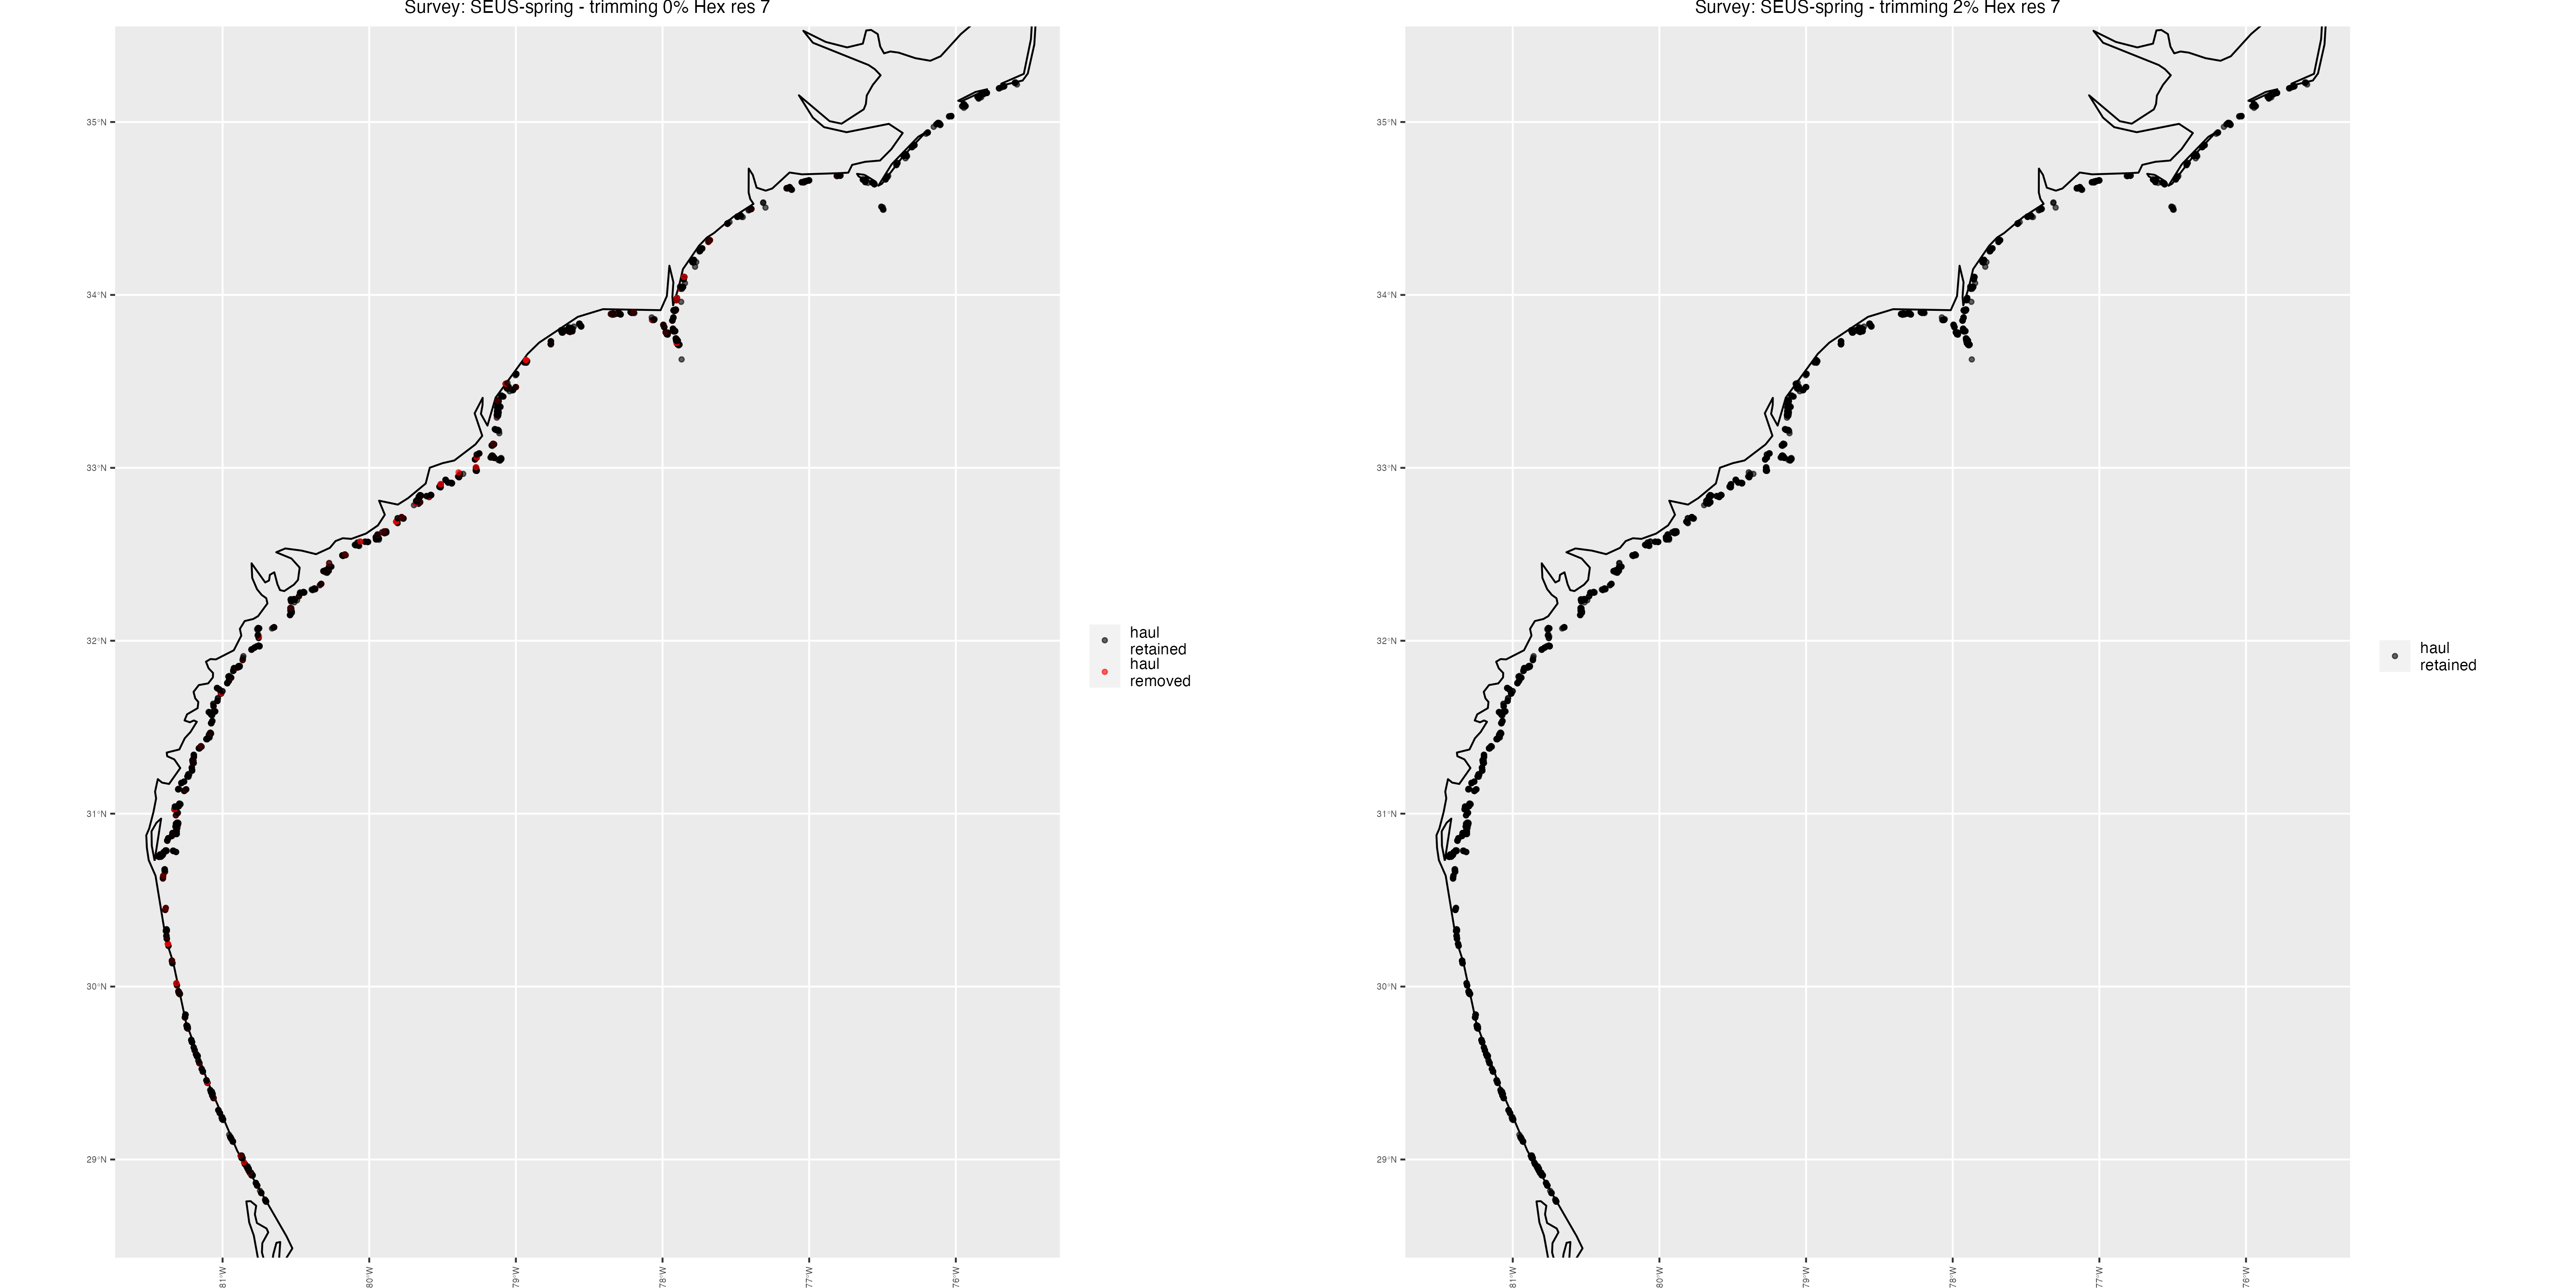 Survey: SEUS-spring - trimming 0% Hex res 7
35°N
34°N
33°N
32°N
31°N
30°N
29°N
81°W
80°W
79°W
78°W
77°W
76°W
haul
retained
haul
removed
Survey: SEUS-spring - trimming 2% Hex res 7
35°N
34°N
33°N
32°N
31°N
30°N
29°N
81°W
80°W
79°W
78°W
77°W
76°W
haul
retained